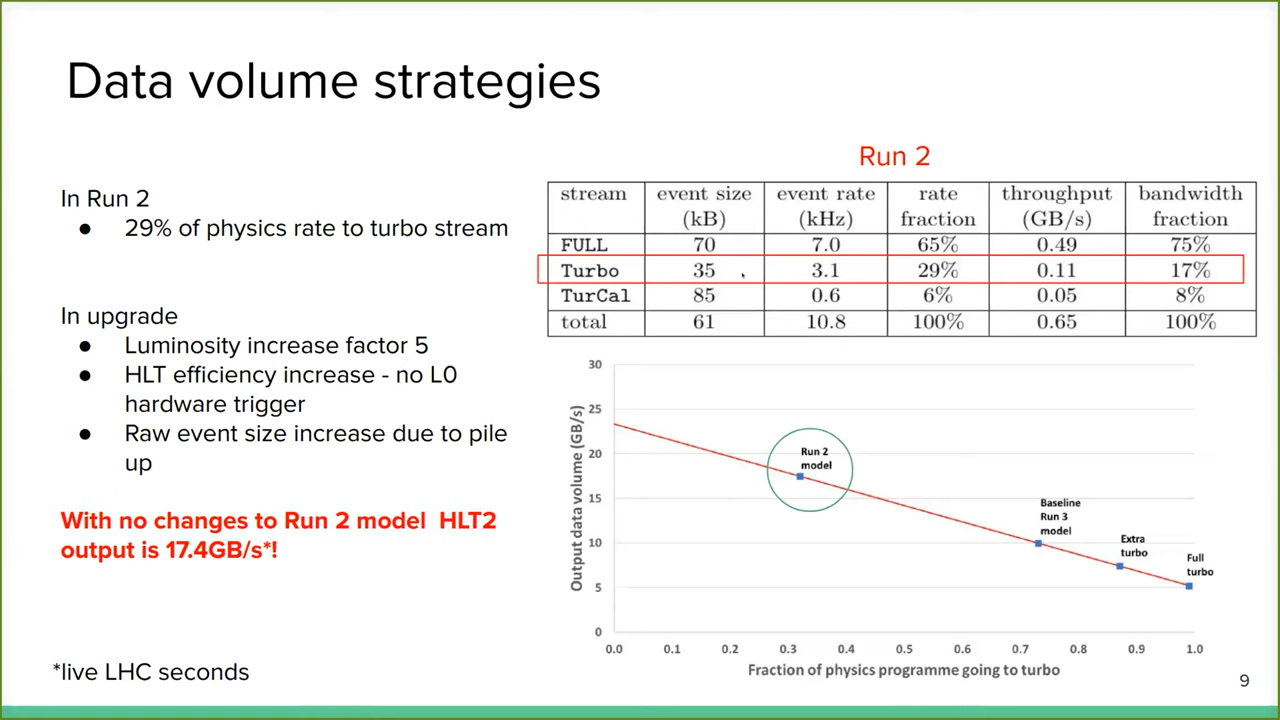 Data volume strategies
In Run 2
● 29% of physics rate to turbo stream
In upgrade
● Luminosity increase factor 5
● HLT efficiency increase - no L0
hardware trigger
● Raw event size increase due to pile
up
With no changes to Run 2 model HLT2
output is 17.4GB/s*!
*live LHC seconds
Run 2
stream event size event rate rate throughput bandwidth
(kB) (kHz) fraction (GB/s) fraction
FULL 70 7.0 65% 0.49 75%
Turbo 35 3.1 29% 0.11 17%
TurCal 85 0.6 6% 0.05 8%
total 61 10.8 100% 0.65 100%
Output data volume (GB/s)
30
25
20
15
10
5
0
Run 2
model
Baseline
Run 3
model
Extra
turbo
Full
turbo
0.0 0.1 0.2 0.3 0.4 0.5 0.6 0.7 0.8 0.9 1.0
Fraction of physics programme going to turbo
9